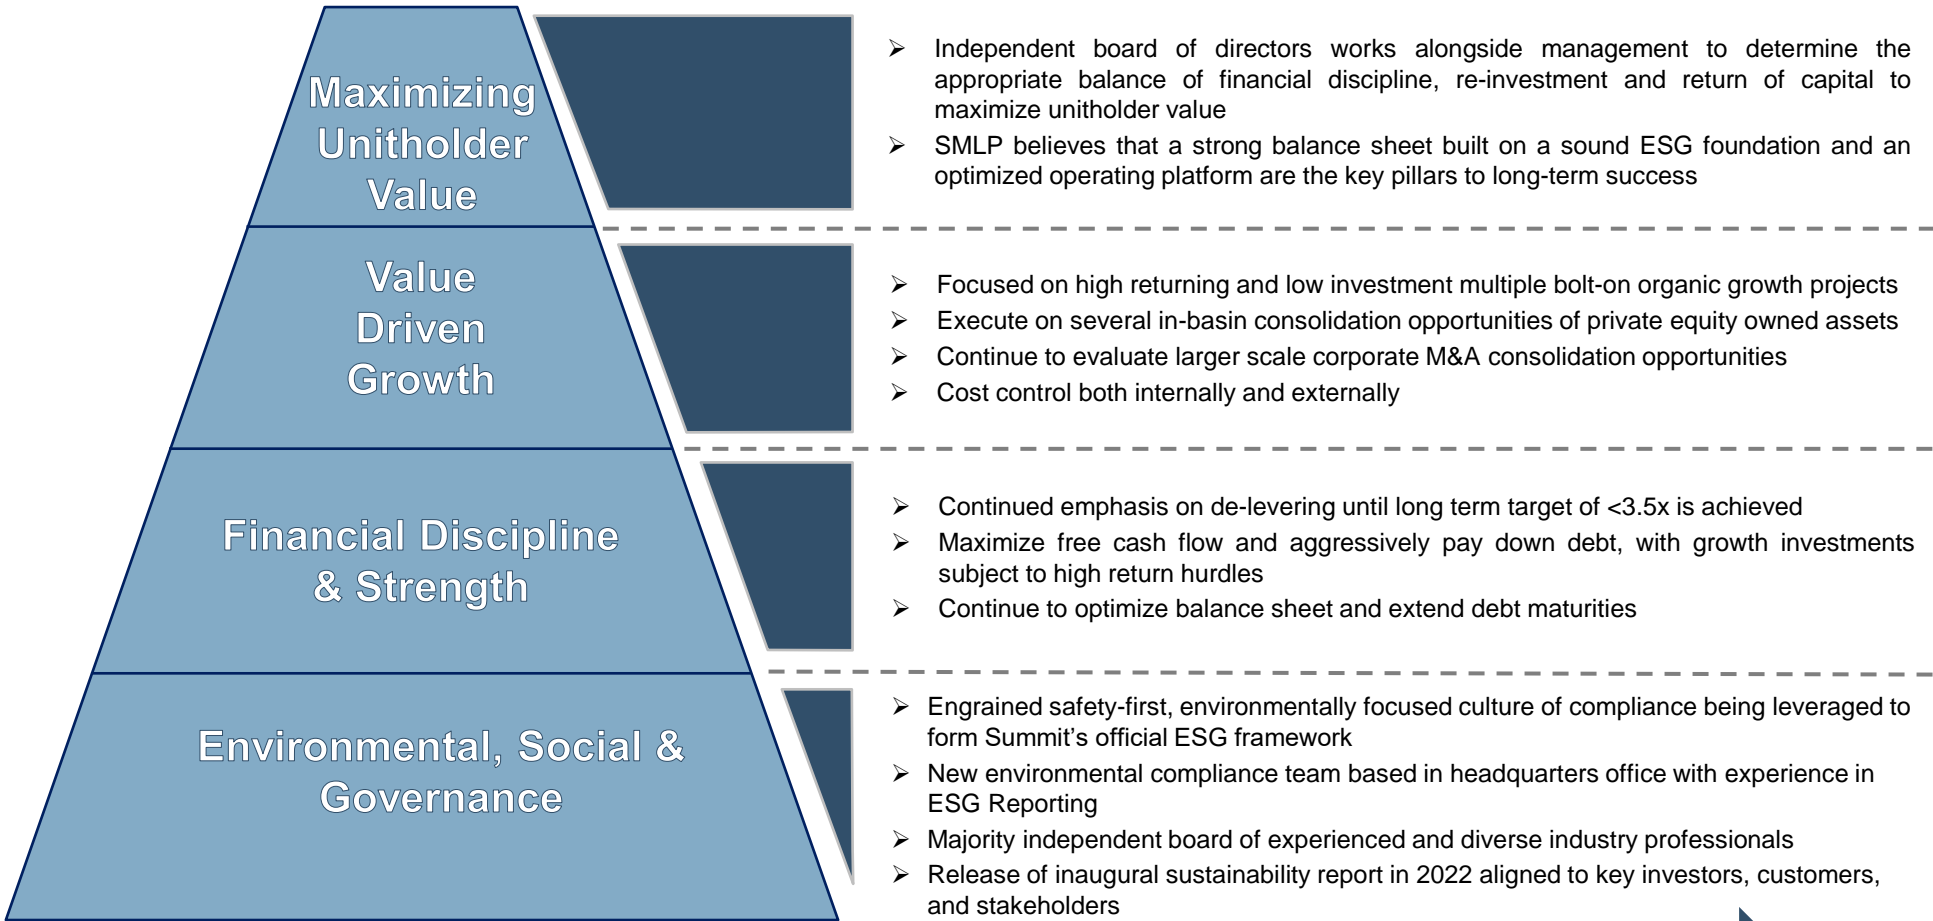 Maximizing
Unitholder
Value
➢ Independent board of directors works alongside management to determine the
appropriate balance of financial discipline, re-investment and return of capital to
maximize unitholder value
➢ SMLP believes that a strong balance sheet built on a sound ESG foundation and an
optimized operating platform are the key pillars to long-term success
Value
Driven
Growth
➢ Focused on high returning and low investment multiple bolt-on organic growth projects
➢ Execute on several in-basin consolidation opportunities of private equity owned assets
➢ Continue to evaluate larger scale corporate M&A consolidation opportunities
➢ Cost control both internally and externally
Financial Discipline
& Strength
➢ Continued emphasis on de-levering until long term target of <3.5x is achieved
➢ Maximize free cash flow and aggressively pay down debt, with growth investments
subject to high return hurdles
➢ Continue to optimize balance sheet and extend debt maturities
Environmental, Social &
Governance
➢ Engrained safety-first, environmentally focused culture of compliance being leveraged to
form Summit’s official ESG framework
➢ New environmental compliance team based in headquarters office with experience in
ESG Reporting
➢ Majority independent board of experienced and diverse industry professionals
➢ Release of inaugural sustainability report in 2022 aligned to key investors, customers,
and stakeholders